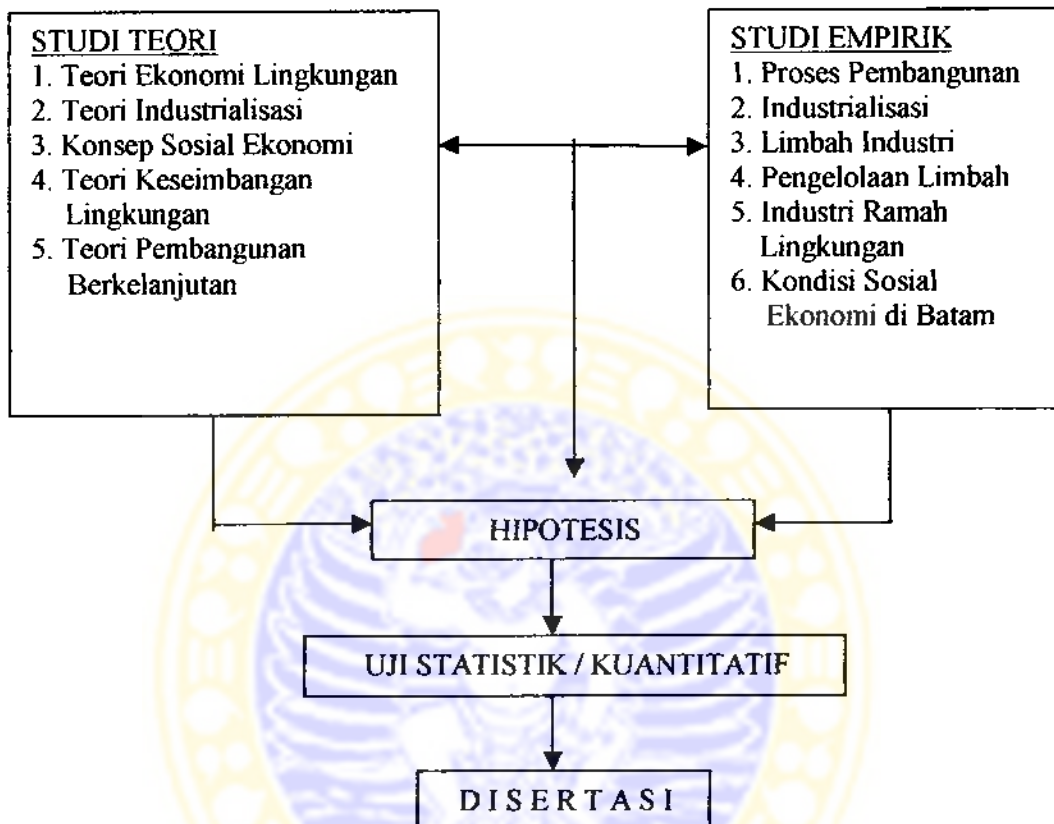 STUDI TEORI
1. Teori Ekonomi Lingkungan
2. Teori Industrialisasi
3. Konsep Sosial Ekonomi
4. Teori Keseimbangan
Lingkungan
5. Teori Pembangunan
Berkelanjutan
STUDI EMPIRIK
1. Proses Pembangunan
2. Industrialisasi
3. Limbah Industri
4. Pengelolaan Limbah
5. Industri Ramah
Lingkungan
6. Kondisi Sosial
Ekonomi di Batam
HIPOTESIS
UJI STATISTIK / KUANTITATIF
D I S E R T A S I